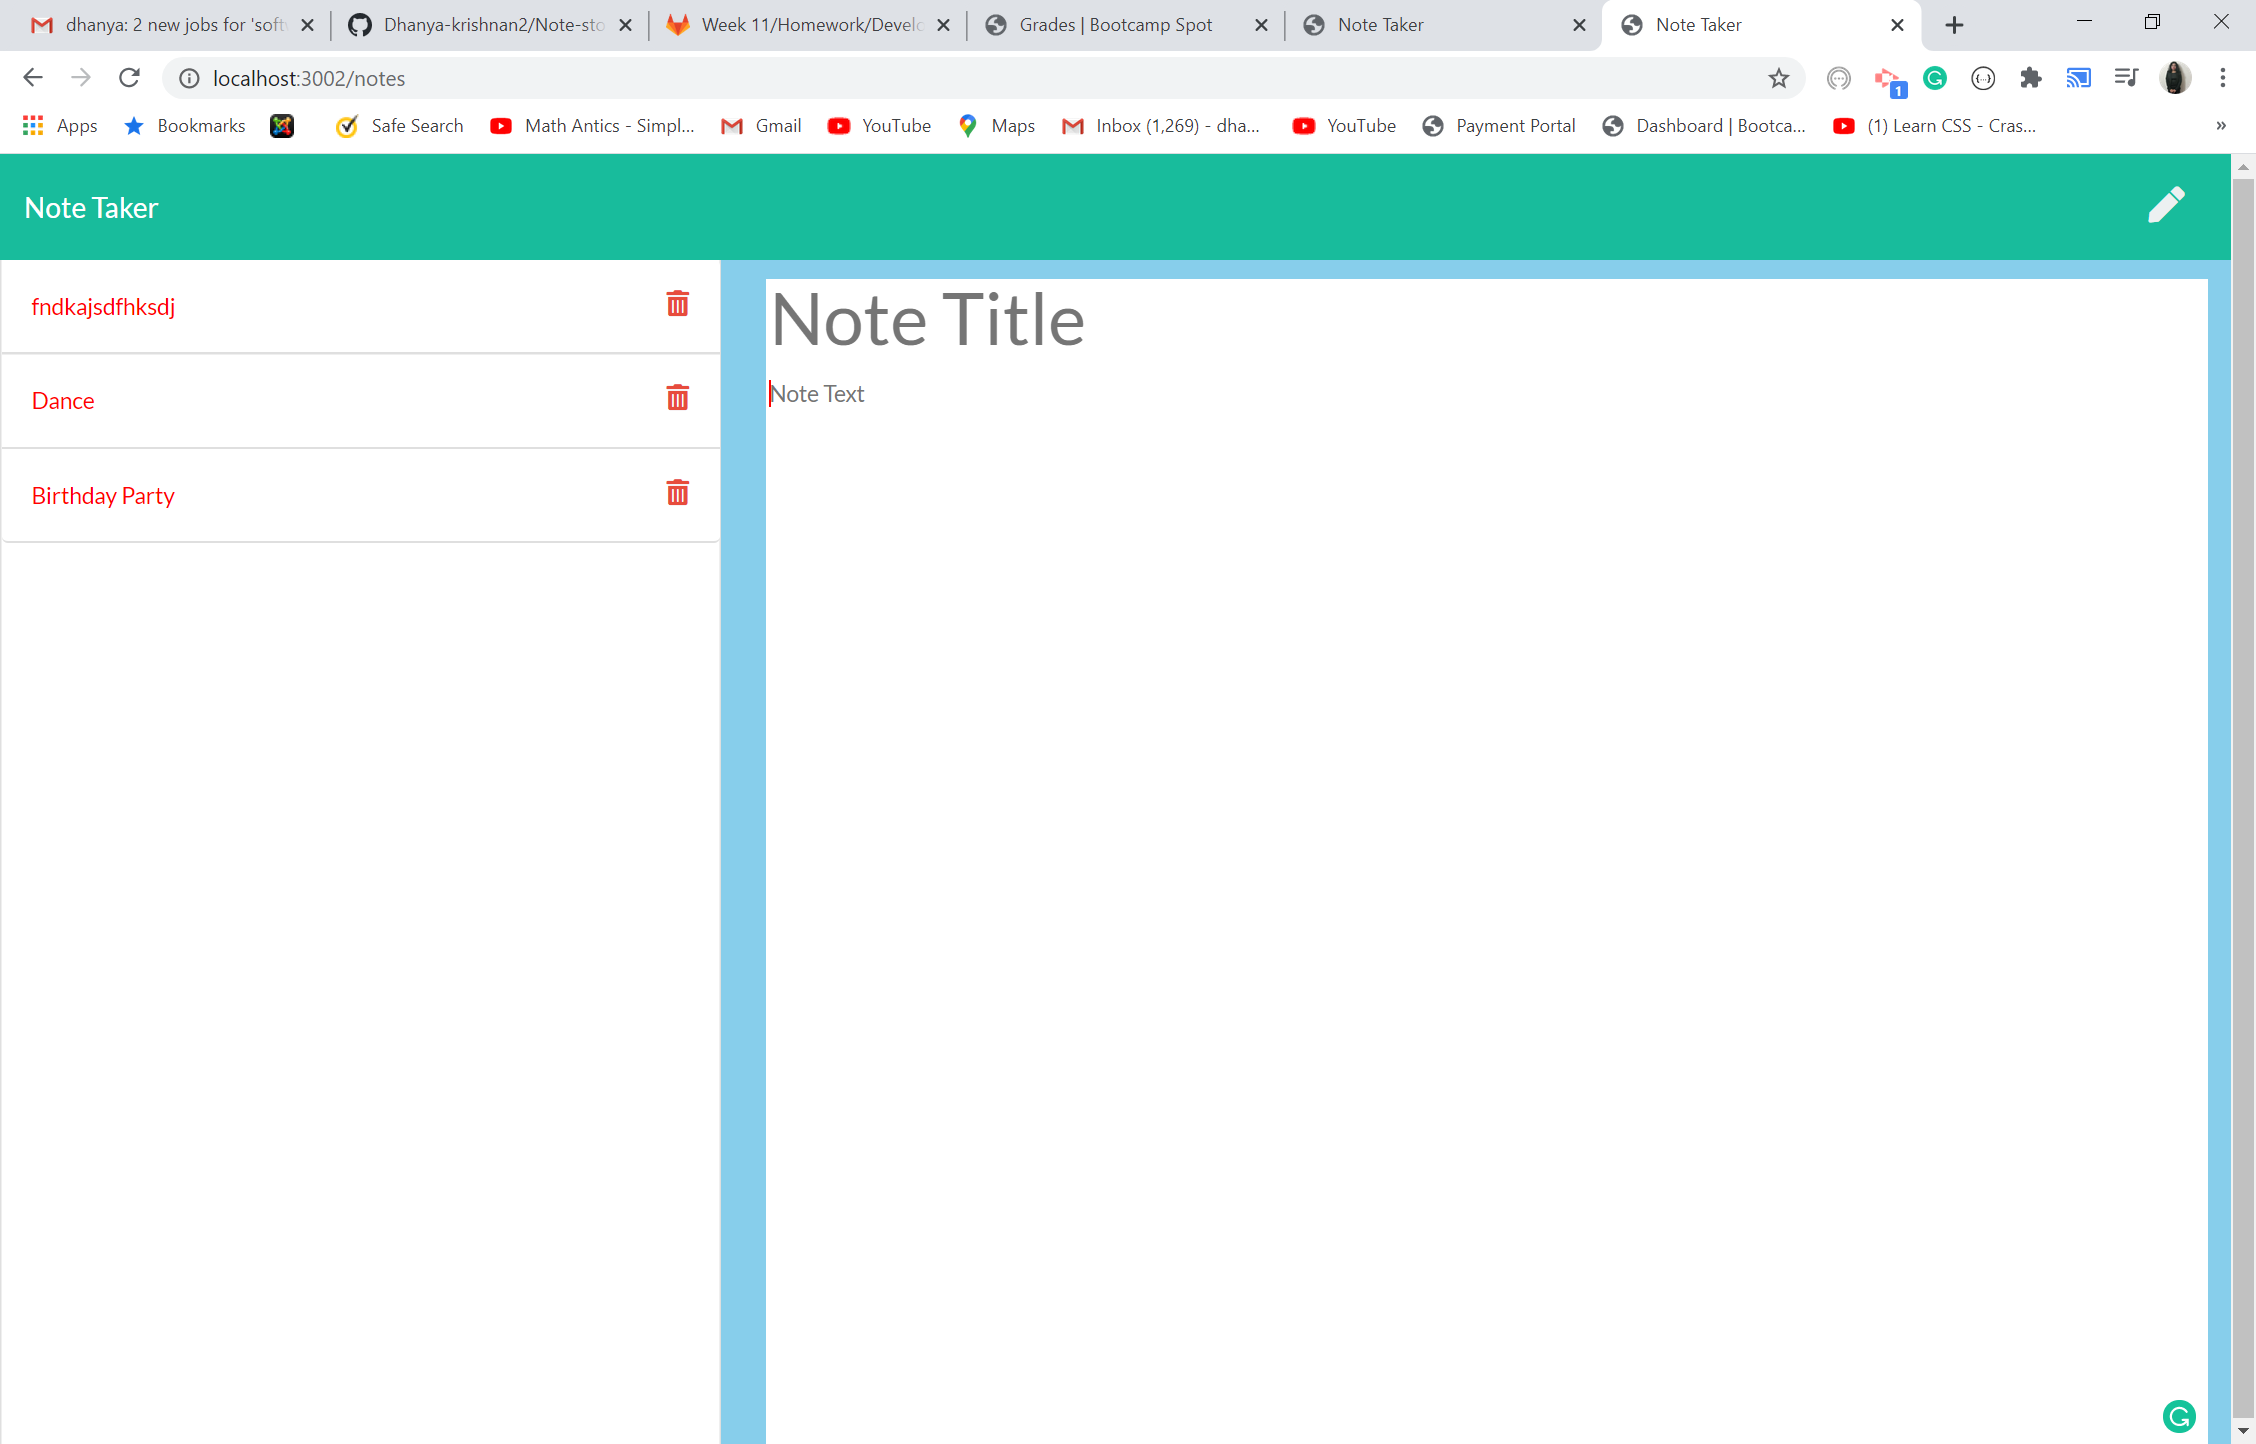 dhanya: 2 new jobs for 'soft
Dhanya-krishnan2/Note-sto
Week 11/Homework/Develo
Grades | Bootcamp Spot
Note Taker
Note Taker
localhost:3002/notes
1
Apps
Bookmarks
Safe Search
Math Antics - Simpl...
Gmail
YouTube
Maps
Inbox (1,269) - dha...
YouTube
Payment Portal
Dashboard | Bootca...
(1) Learn CSS - Cras...
»
Note Taker
fndkajsdfhksdj
Dance
Birthday Party
Note Title
Note Text